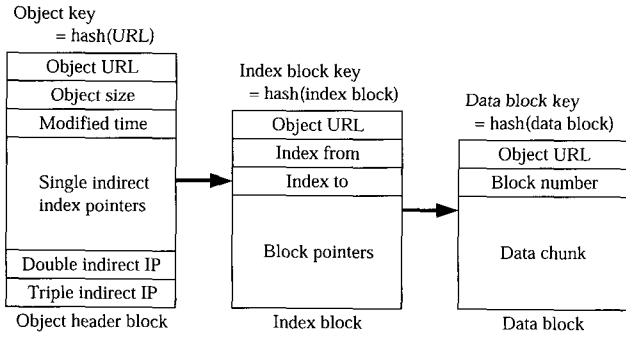 Object key
= hash(URL)
Object URL
Object size
Modified time
Single indirect
index pointers
Double indirect IP
Triple indirect IP
Object header block
Index block key
= hash(index block)
Object URL
Index from
Index to
Block pointers
Index block
Data block key
= hash(data block)
Object URL
Block number
Data chunk
Data block